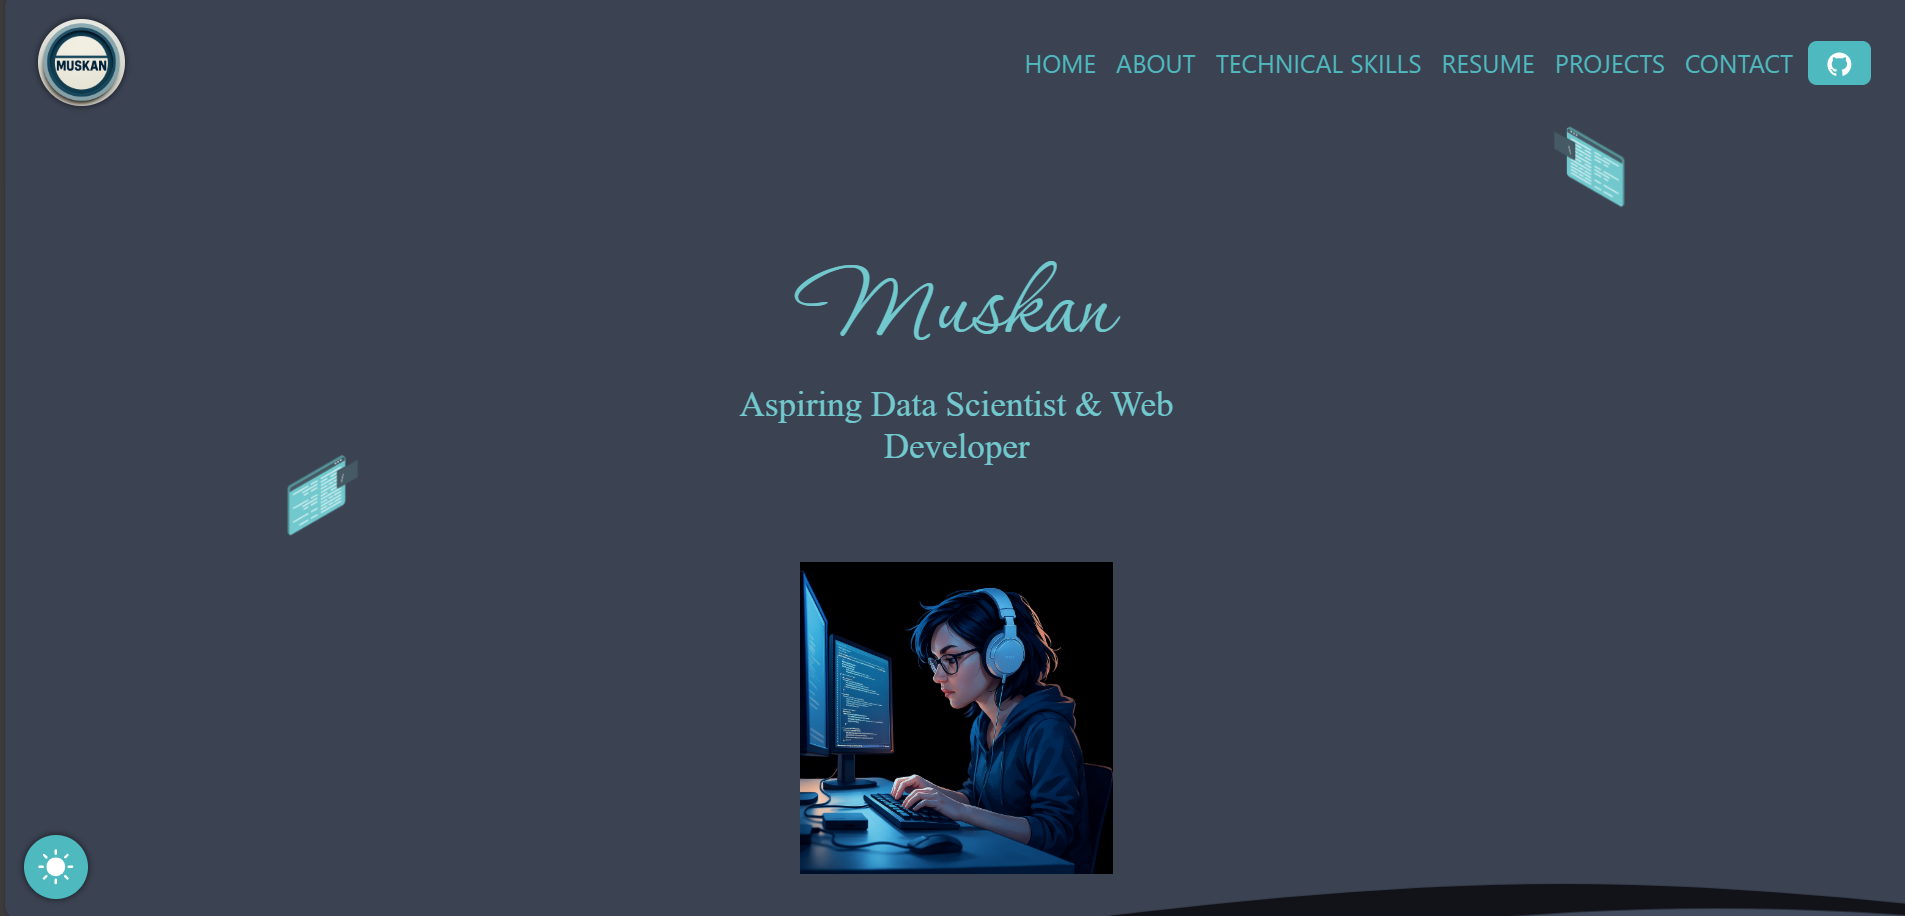 MUSKAN
HOME ABOUT TECHNICAL SKILLS RESUME PROJECTS CONTACT
Muskan
Aspiring Data Scientist & Web
Developer